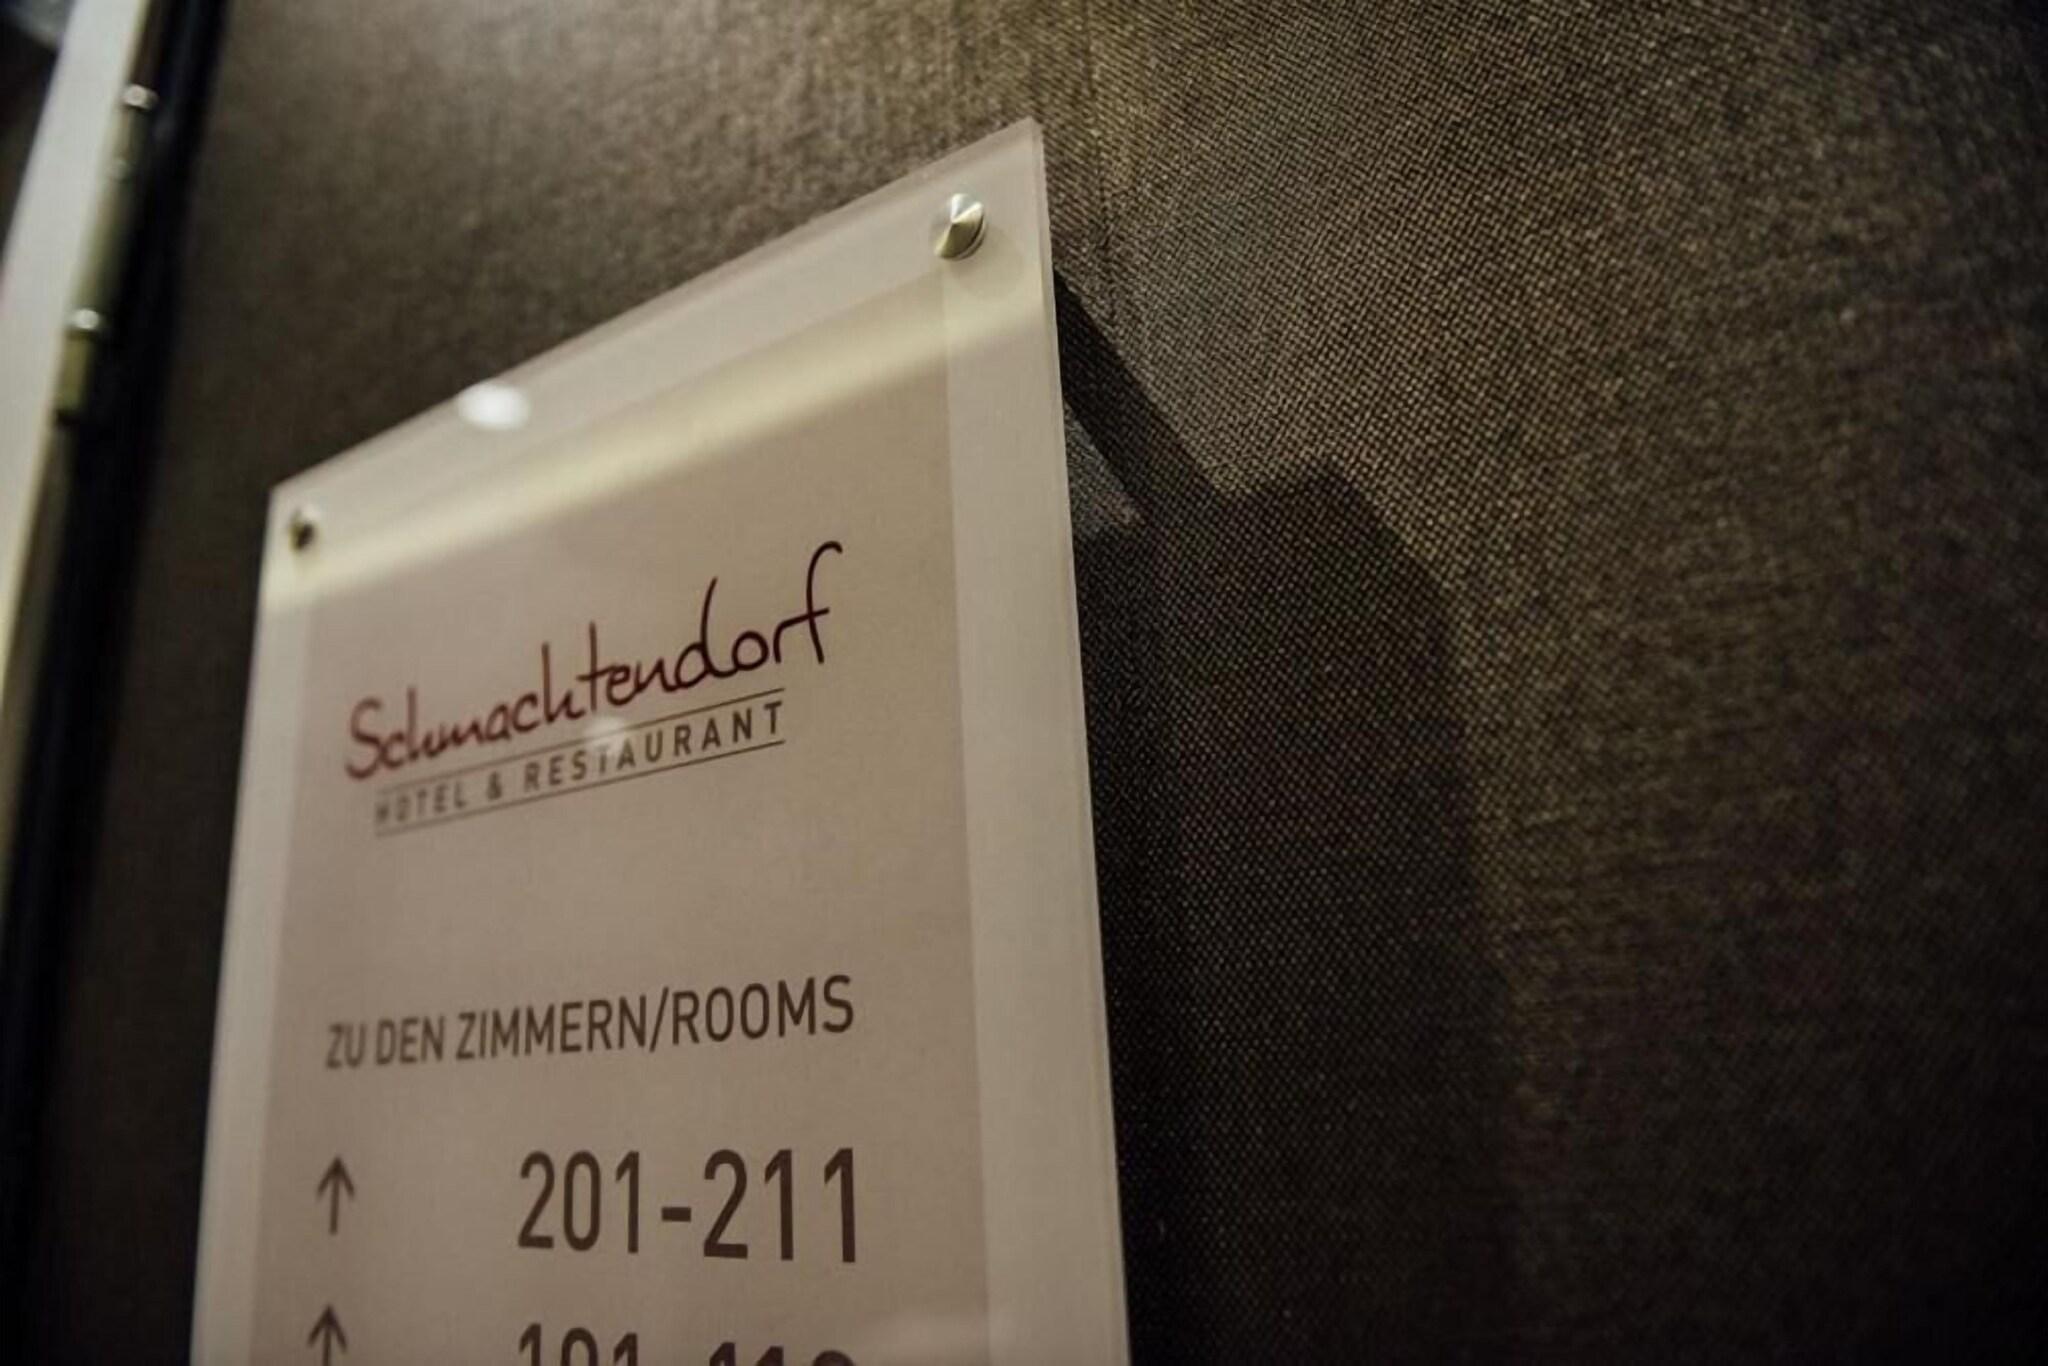 Schmachtendorf
HOTEL & RESTAURANT
ZU DEN ZIMMERN/ROOMS
↑ 201-211
↑